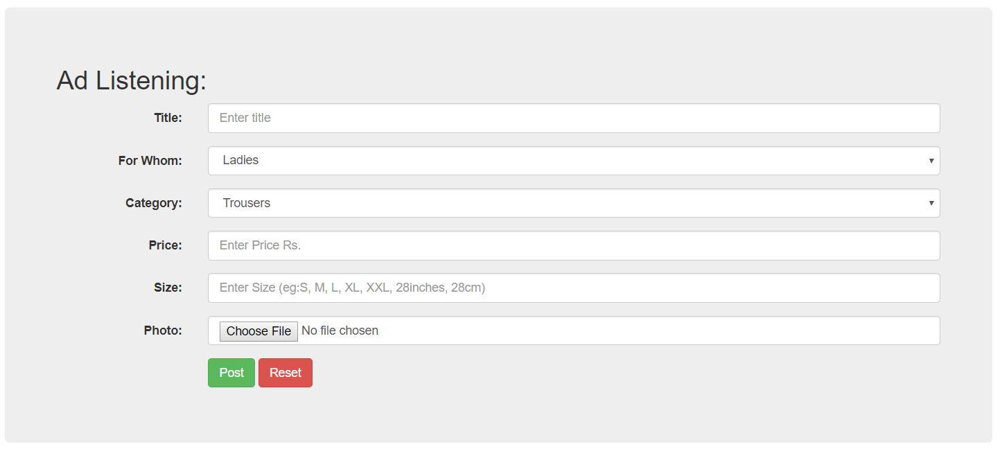 Ad Listening:
Title: Enter title
For Whom: Ladies
Category: Trousers
Price: Enter Price Rs.
Size: Enter Size (eg:S, M, L, XL, XXL, 28inches, 28cm)
Photo: Choose File No file chosen
Post Reset